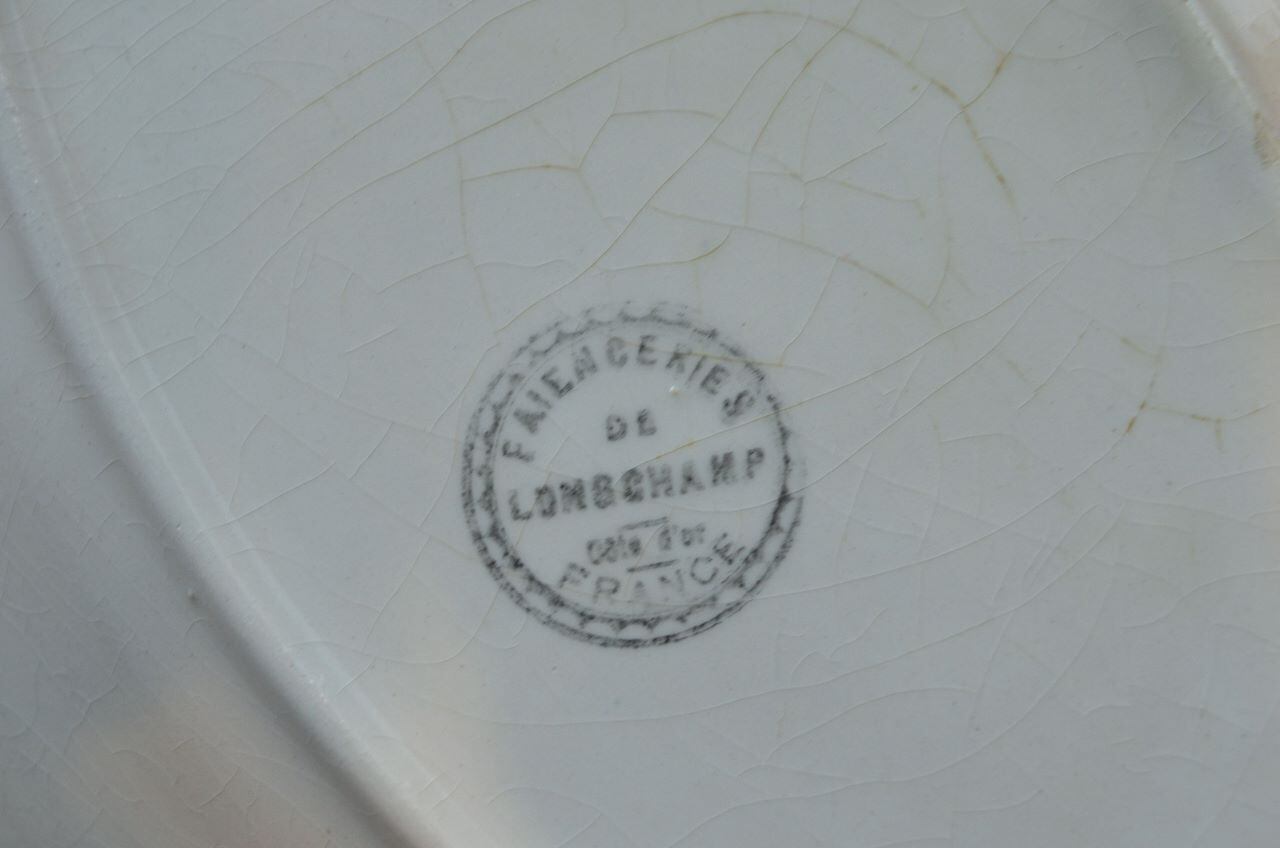 FAIENCERIES
DE
LONGCHAMP
Côte d'or
FRANCE